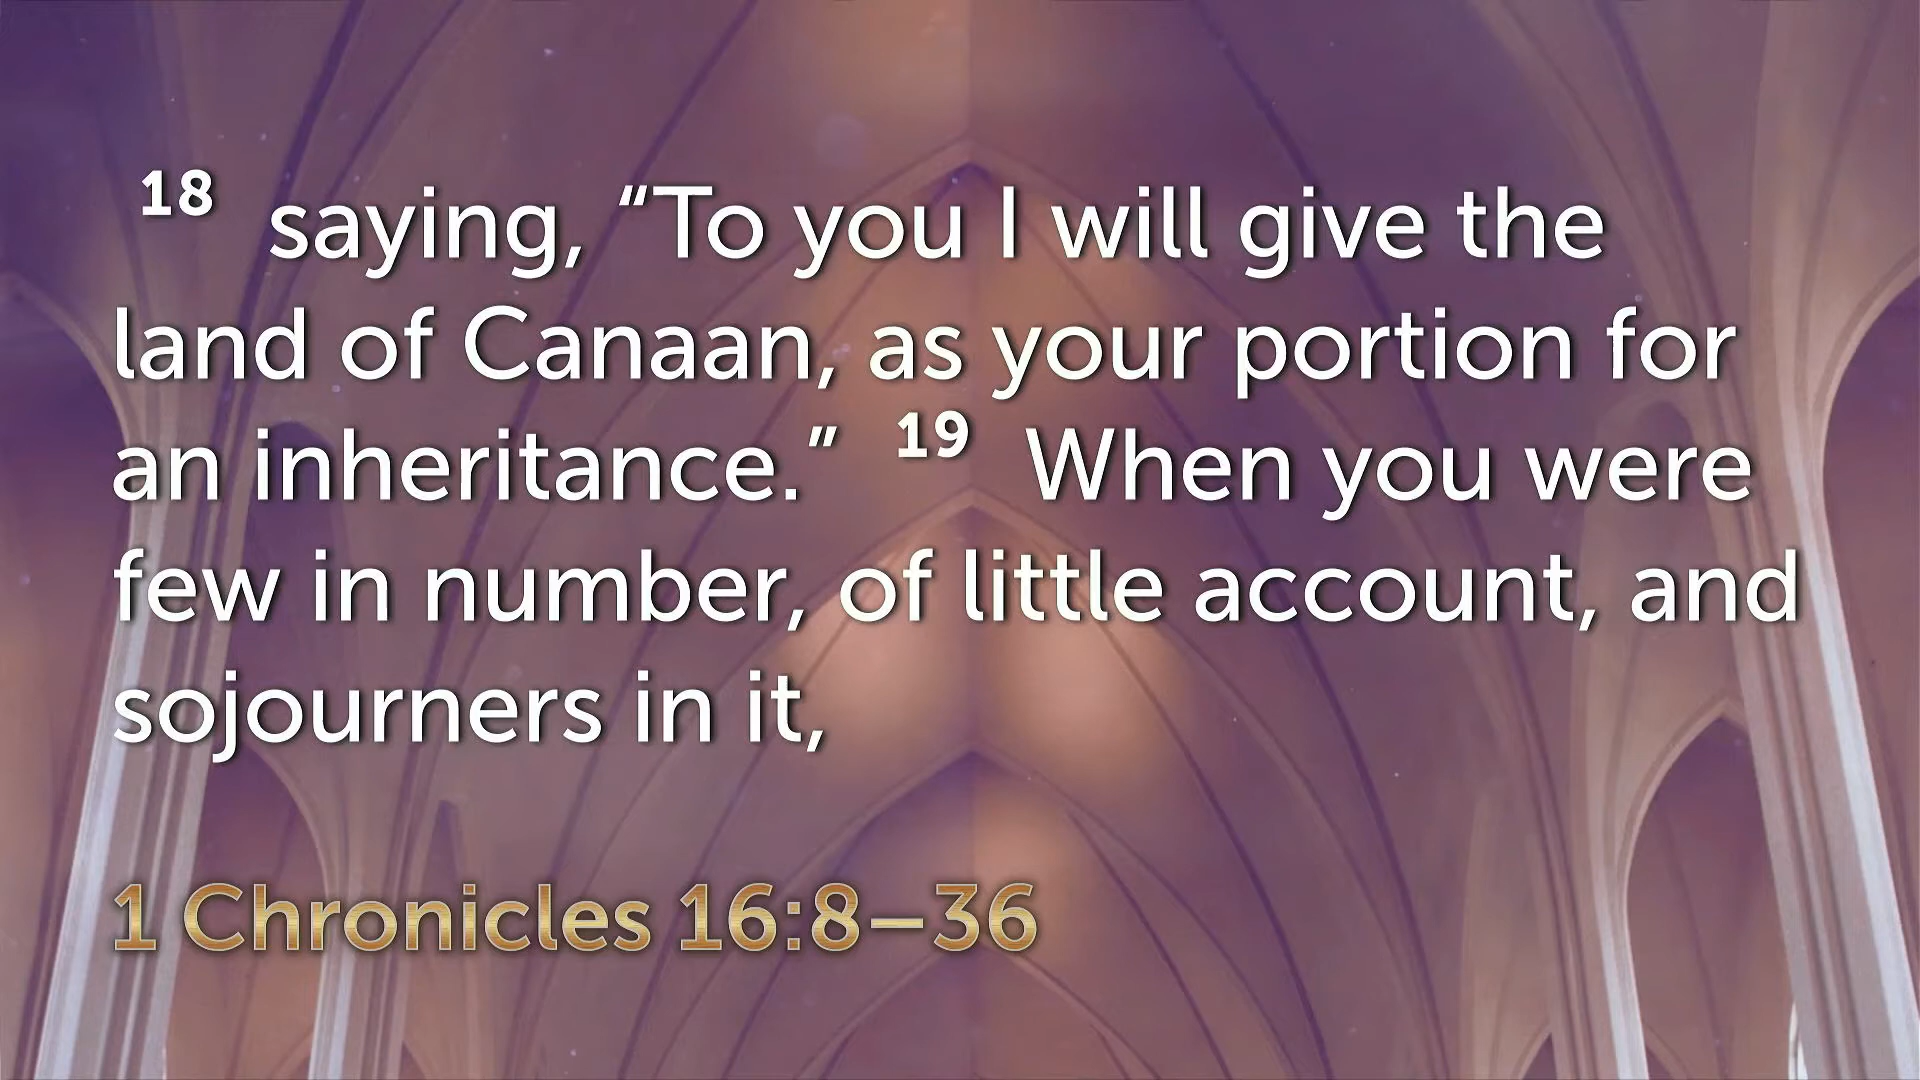 18 saying, “To you I will give the
land of Canaan, as your portion for
an inheritance.” 19 When you were
few in number, of little account, and
sojourners in it,
1 Chronicles 16:8–36